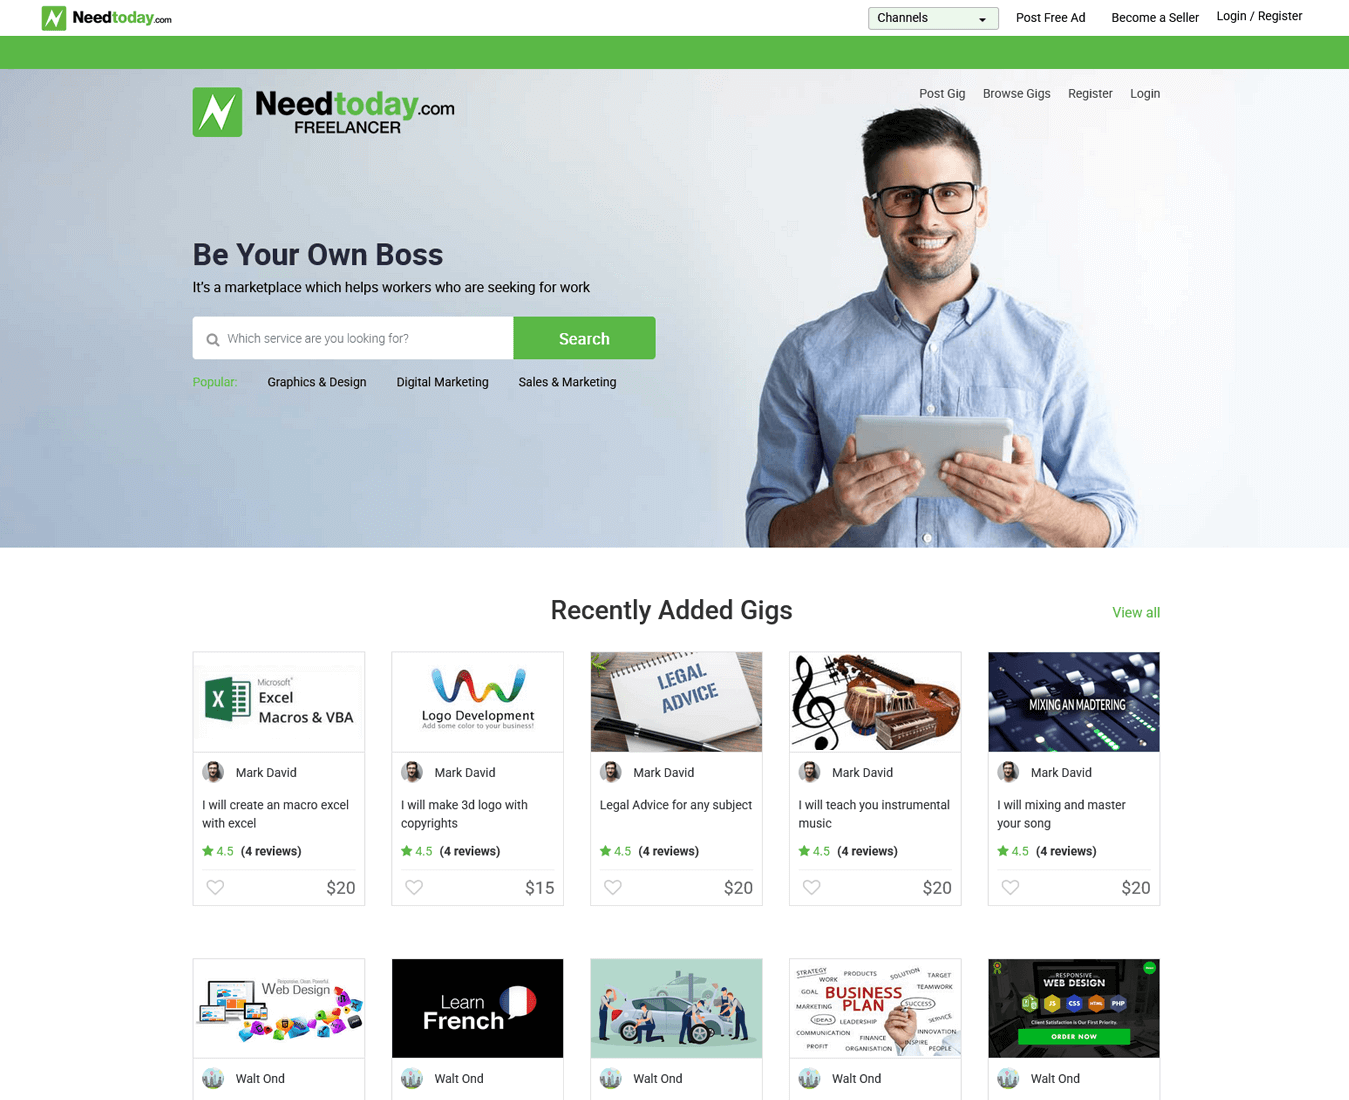 Needtoday.com
Channels
Post Free Ad
Become a Seller
Login / Register
Needtoday.com
FREELANCER
Post Gig
Browse Gigs
Register
Login
Be Your Own Boss
It's a marketplace which helps workers who are seeking for work
Which service are you looking for?
Search
Popular:
Graphics & Design
Digital Marketing
Sales & Marketing
Recently Added Gigs
View all
Microsoft
Excel
Macros & VBA
Mark David
I will create an macro excel
with excel
4.5 (4 reviews)
$20
Logo Development
Add some color to your business!
Mark David
I will make 3d logo with
copyrights
4.5 (4 reviews)
$15
LEGAL
ADVICE
Mark David
Legal Advice for any subject
4.5 (4 reviews)
$20
Mark David
I will teach you instrumental
music
4.5 (4 reviews)
$20
MIXING AN MADTERING
Mark David
I will mixing and master
your song
4.5 (4 reviews)
$20
Responsive, Clean, Powerful,
Web Design
Walt Ond
Learn
French
Walt Ond
Walt Ond
STRATEGY
WORK
PRODUCTS
SOLUTION
TARGET
GOAL
TEAMWORK
BUSINESS
PLAN
MARKETING
SUCCESS
IDEAS
LEADERSHIP
SERVICE
COMMUNICATION
FINANCE
INNOVATION
INSPIRE
PROFIT
ORGANISATION
PEOPLE
Walt Ond
RESPONSIVE
WEB DESIGN
JS
CSS
HTML
PHP
Client Satisfaction is Our First Priority.
ORDER NOW
Walt Ond